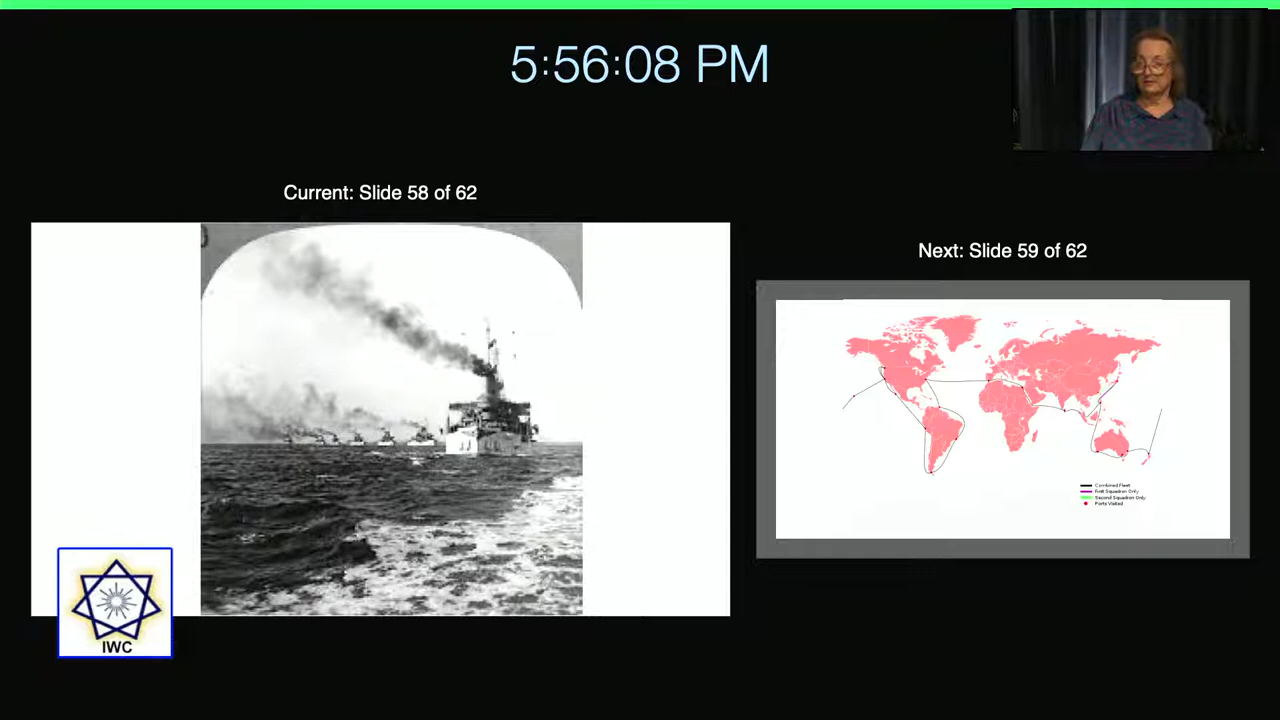 5:56:08 PM
Current: Slide 58 of 62
Next: Slide 59 of 62
Combined Fleet
First Squadron Only
Second Squadron Only
Ports Visited
IWC